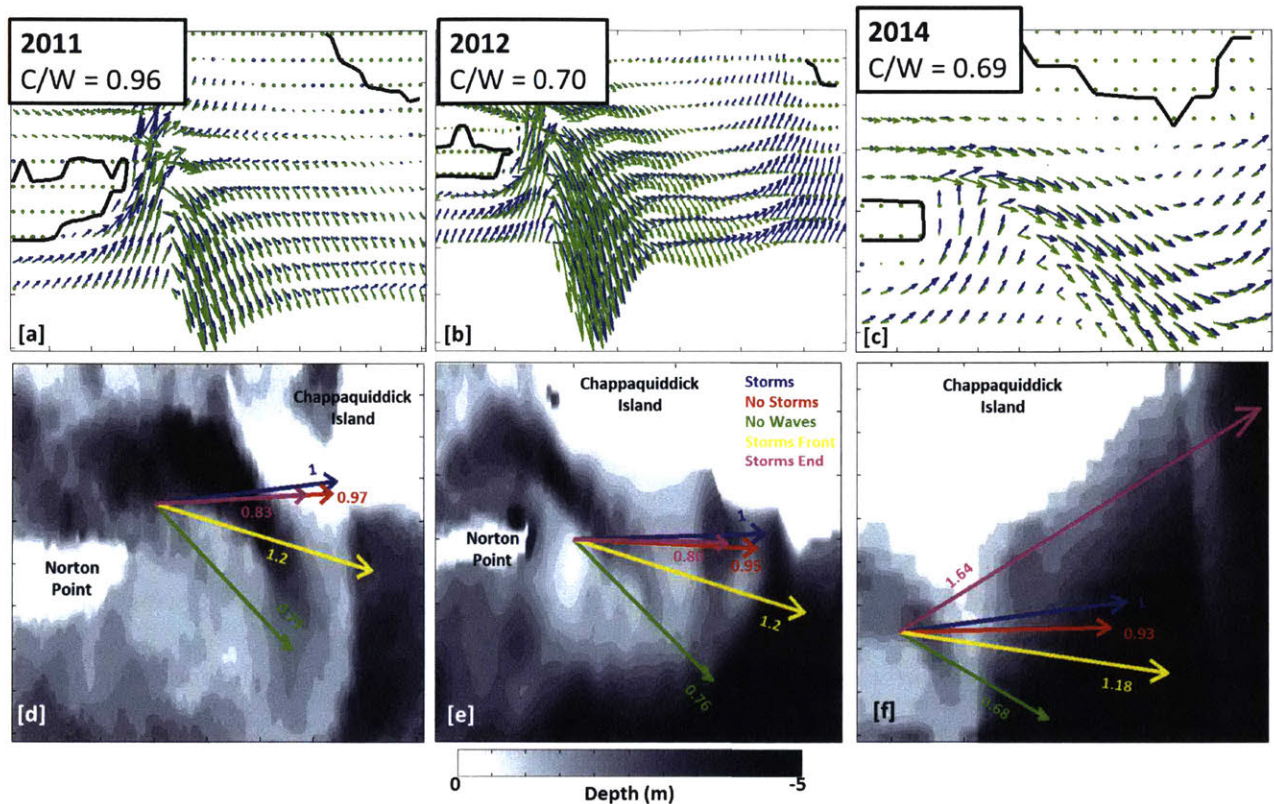 2011
C/W = 0.96
2012
C/W = 0.70
2014
C/W = 0.69
[a]
[b]
[c]
Chappaquiddick
Island
1
0.97
0.83
1.2
Norton
Point
[d]
Chappaquiddick
Island
Storms
No Storms
No Waves
Storms Front
Storms End
1
0.95
1.2
0.76
Norton
Point
[e]
Chappaquiddick
Island
1.64
1
0.93
1.18
0.68
[f]
0
-5
Depth (m)